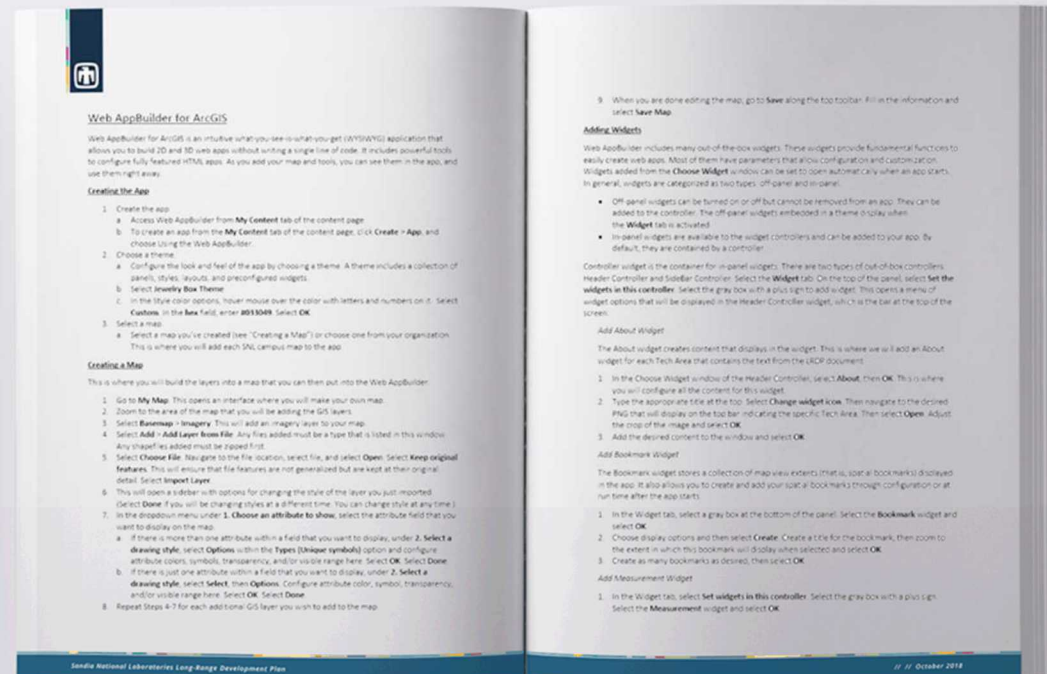 Web AppBuilder for ArcGIS
Web AppBuilder for ArcGIS is an intuitive what-you-see-is-what-you-get (WYSIWYG) application that
allows you to build 2D and 3D web apps without writing a single line of code. It includes powerful tools
to configure fully featured HTML apps. As you add your map and tools, you can see them in the app, and
use them right away.
Creating the App
1. Create the app.
a. Access Web AppBuilder from My Content tab of the content page.
b. To create an app from the My Content tab of the content page, click Create > App, and
choose Using the Web AppBuilder.
2. Choose a theme.
a. Configure the look and feel of the app by choosing a theme. A theme includes a collection of
panels, styles, layouts, and preconfigured widgets.
b. Select Jewelry Box Theme.
c. In the Style color options, hover mouse over the color with letters and numbers on it. Select
Custom. In the hex field, enter #033049. Select OK.
3. Select a map.
a. Select a map you've created (see "Creating a Map") or choose one from your organization.
This is where you will add each SNL campus map to the app.
Creating a Map
This is where you will build the layers into a map that you can then put into the Web AppBuilder.
1. Go to My Map. This opens an interface where you will make your own map.
2. Zoom to the area of the map that you will be adding the GIS layers.
3. Select Basemap > Imagery. This will add an imagery layer to your map.
4. Select Add > Add Layer from File. Any files added must be a type that is listed in this window.
Any shapefiles added must be zipped first.
5. Select Choose File. Navigate to the file location, select file, and select Open. Select Keep original
features. This will ensure that file features are not generalized but are kept at their original
detail. Select Import Layer.
6. This will open a sidebar with options for changing the style of the layer you just imported.
(Select Done if you will be changing styles at a different time. You can change style at any time.)
7. In the dropdown menu under 1. Choose an attribute to show, select the attribute field that you
want to display on the map.
a. If there is more than one attribute within a field that you want to display, under 2. Select a
drawing style, select Options within the Types (Unique symbols) option and configure
attribute colors, symbols, transparency, and/or visible range here. Select OK. Select Done.
b. If there is just one attribute within a field that you want to display, under 2. Select a
drawing style, select Select, then Options. Configure attribute color, symbol, transparency,
and/or visible range here. Select OK. Select Done.
8. Repeat Steps 4-7 for each additional GIS layer you wish to add to the map.
Sandia National Laboratories Long-Range Development Plan
9. When you are done editing the map, go to Save along the top toolbar. Fill in the information and
select Save Map.
Adding Widgets
Web AppBuilder includes many out-of-the-box widgets. These widgets provide fundamental functions to
easily create web apps. Most of them have parameters that allow configuration and customization.
Widgets added from the Choose Widget window can be set to open automatically when an app starts.
In general, widgets are categorized as two types: off-panel and in-panel.
• Off-panel widgets can be turned on or off but cannot be removed from an app. They can be
added to the controller. The off-panel widgets embedded in a theme display when
the Widget tab is activated.
• In-panel widgets are available to the widget controllers and can be added to your app. By
default, they are contained by a controller.
Controller widget is the container for in-panel widgets. There are two types of out-of-box controllers:
Header Controller and SideBar Controller. Select the Widget tab. On the top of the panel, select Set the
widgets in this controller. Select the gray box with a plus sign to add widget. This opens a menu of
widget options that will be displayed in the Header Controller widget, which is the bar at the top of the
screen.
Add About Widget
The About widget creates content that displays in the widget. This is where we will add an About
widget for each Tech Area that contains the text from the LRDP document.
1. In the Choose Widget window of the Header Controller, select About, then OK. This is where
you will configure all the content for this widget.
2. Type the appropriate title at the top. Select Change widget icon. Then navigate to the desired
PNG that will display on the top bar indicating the specific Tech Area. Then select Open. Adjust
the crop of the image and select OK.
3. Add the desired content to the window and select OK.
Add Bookmark Widget
The Bookmark widget stores a collection of map view extents (that is, spatial bookmarks) displayed
in the app. It also allows you to create and add your spatial bookmarks through configuration or at
run time after the app starts.
1. In the Widget tab, select a gray box at the bottom of the panel. Select the Bookmark widget and
select OK.
2. Choose display options and then select Create. Create a title for the bookmark, then zoom to
the extent in which this bookmark will display when selected and select OK.
3. Create as many bookmarks as desired, then select OK.
Add Measurement Widget
1. In the Widget tab, select Set widgets in this controller. Select the gray box with a plus sign.
Select the Measurement widget and select OK.
// // October 2018